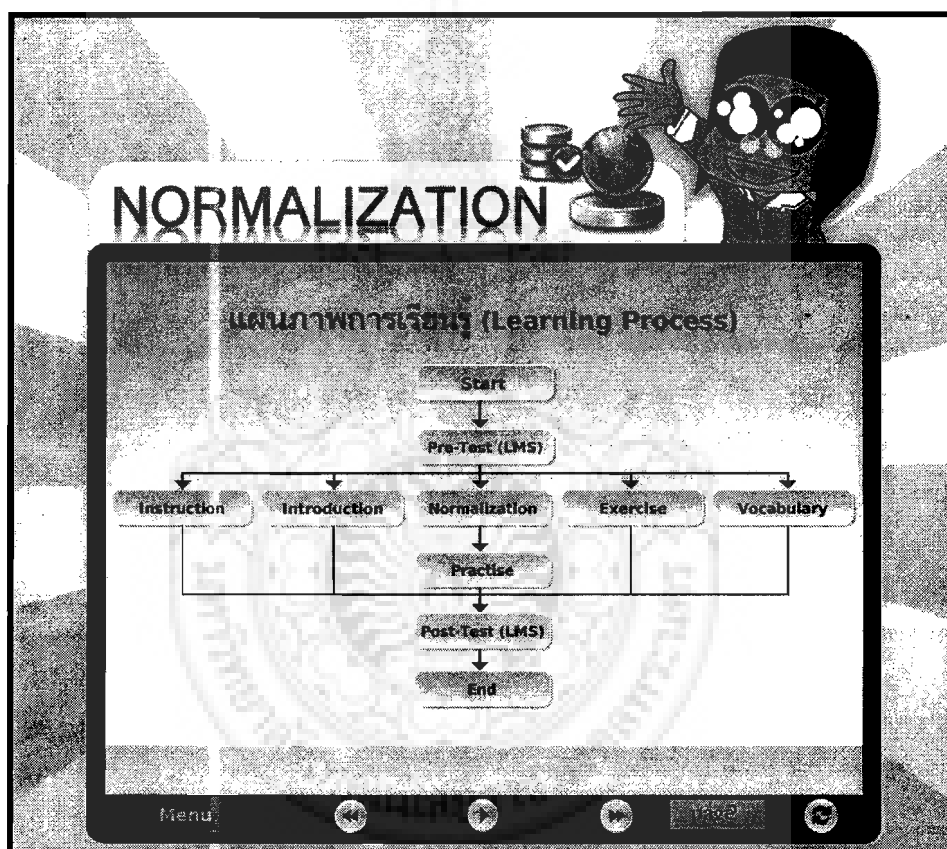 NORMALIZATION
แผนภาพการเรียนรู้ (Learning Process)
Start
Pre-Test (LMS)
Instruction Introduction Normalization Exercise Vocabulary
Practise
Post-Test (LMS)
End
Menu